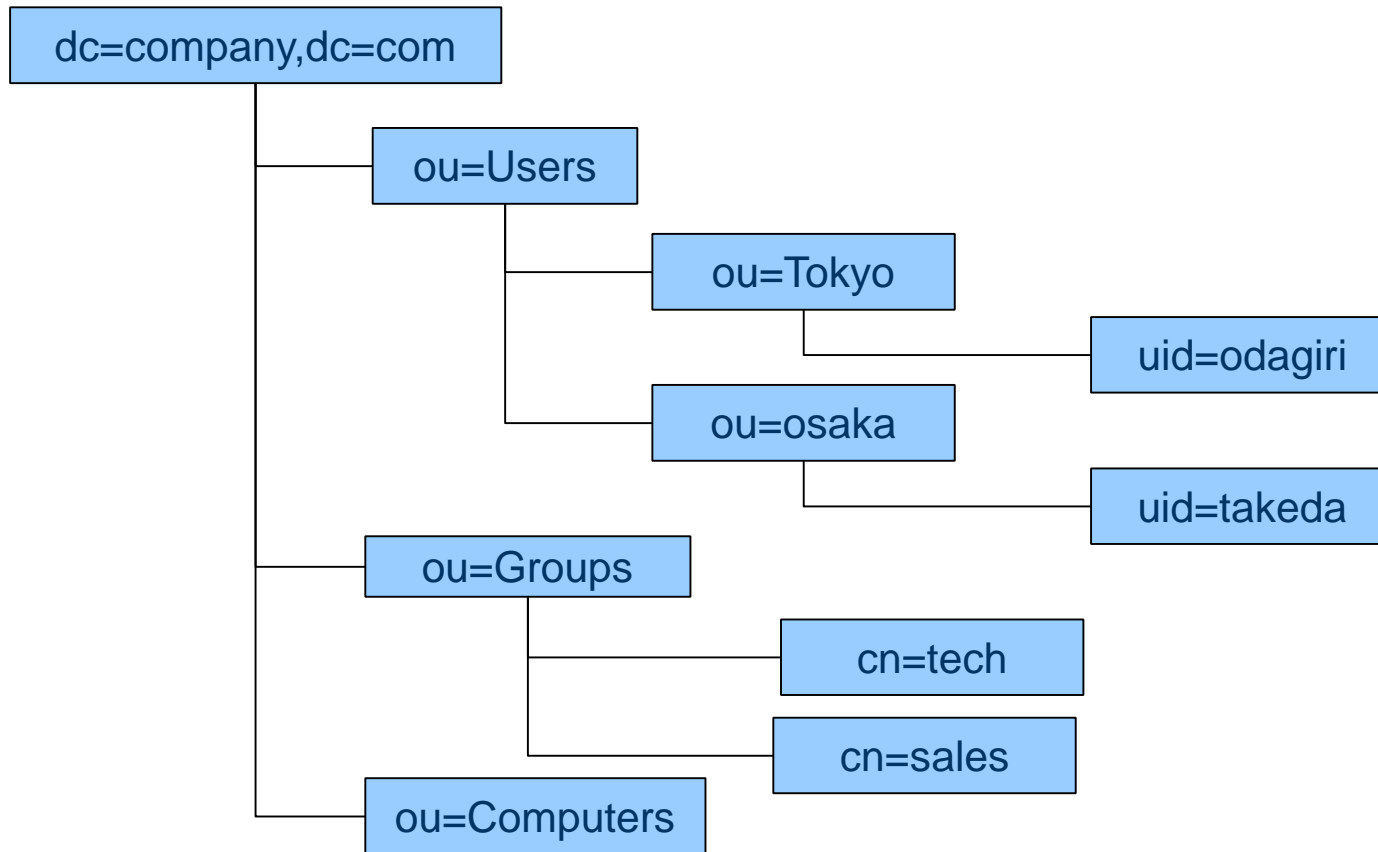 dc=company,dc=com
ou=Users
ou=Tokyo
uid=odagiri
ou=osaka
uid=takeda
ou=Groups
cn=tech
cn=sales
ou=Computers